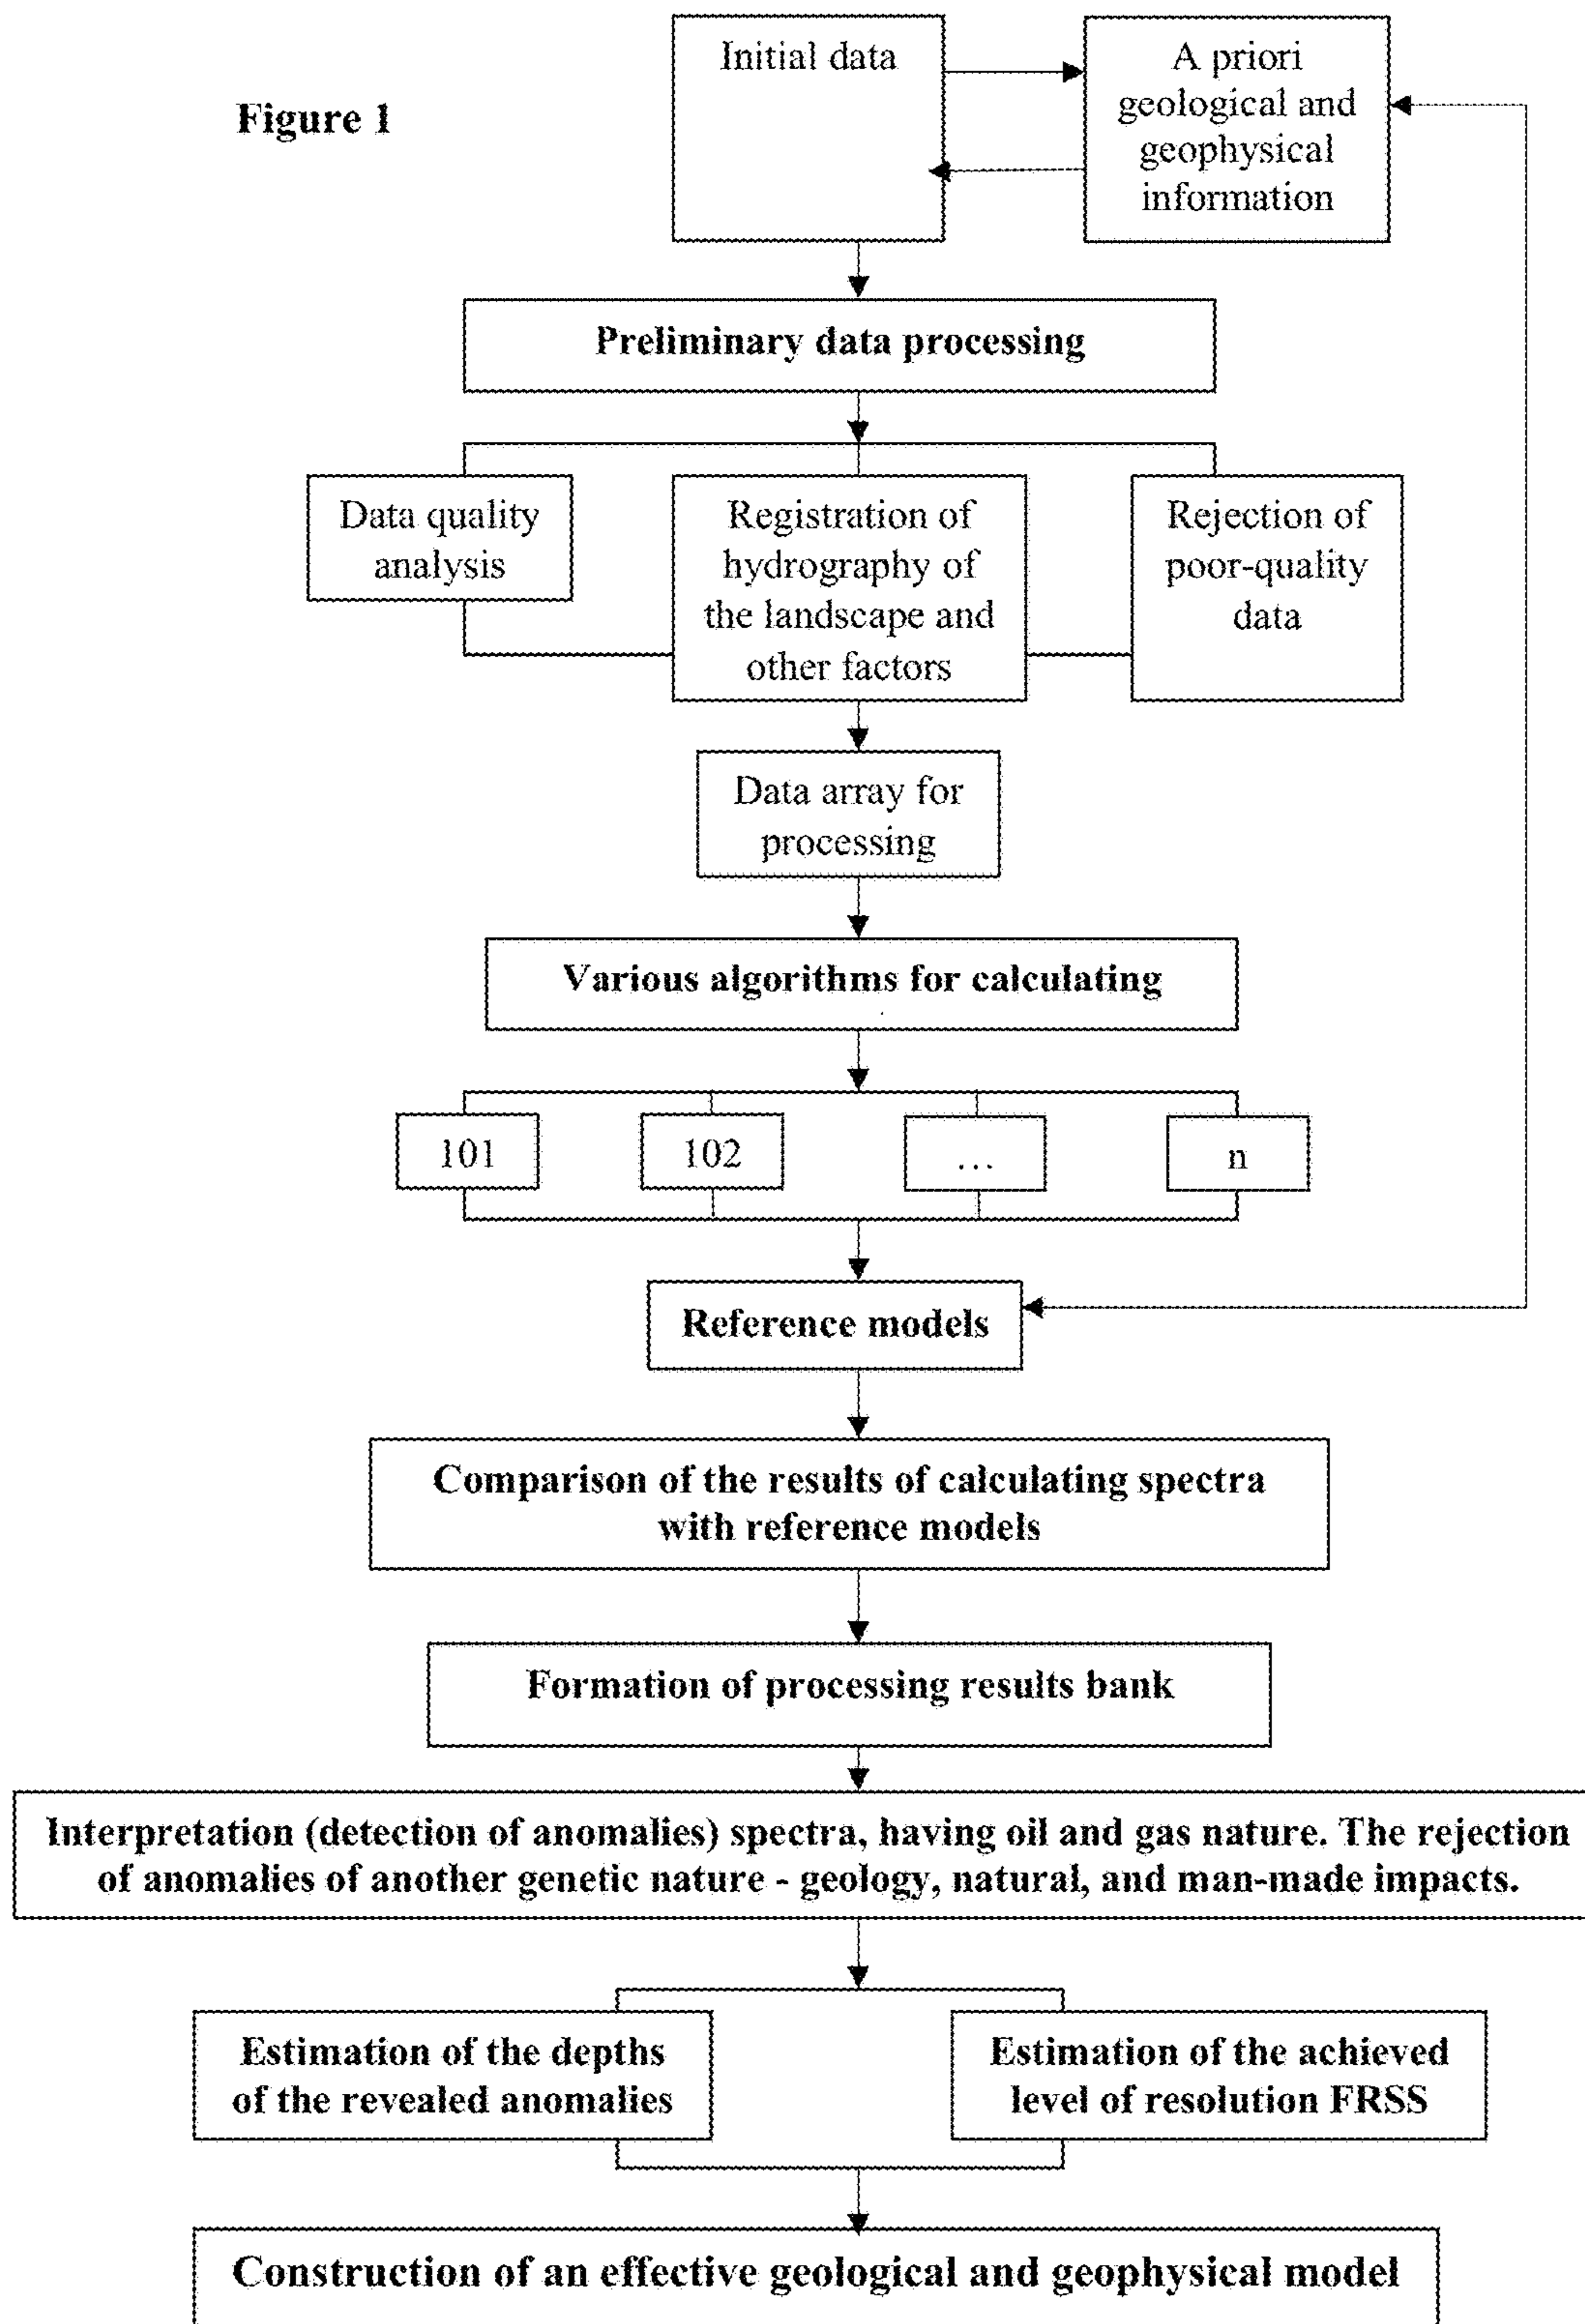 Figure 1
Initial data
A priori
geological and
geophysical
information
Preliminary data processing
Data quality
analysis
Registration of
hydrography of
the landscape and
other factors
Rejection of
poor-quality
data
Data array for
processing
Various algorithms for calculating
101
102
...
n
Reference models
Comparison of the results of calculating spectra
with reference models
Formation of processing results bank
Interpretation (detection of anomalies) spectra, having oil and gas nature. The rejection
of anomalies of another genetic nature - geology, natural, and man-made impacts.
Estimation of the depths
of the revealed anomalies
Estimation of the achieved
level of resolution FRSS
Construction of an effective geological and geophysical model